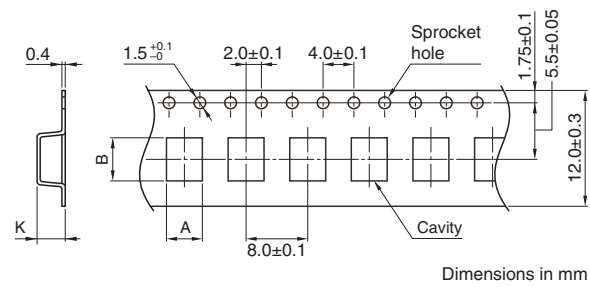 Sprocket
hole
0.4
1.5 +0.1 −0
2.0±0.1
4.0±0.1
1.75±0.1
5.5±0.05
12.0±0.3
B
K
A
8.0±0.1
Cavity
Dimensions in mm